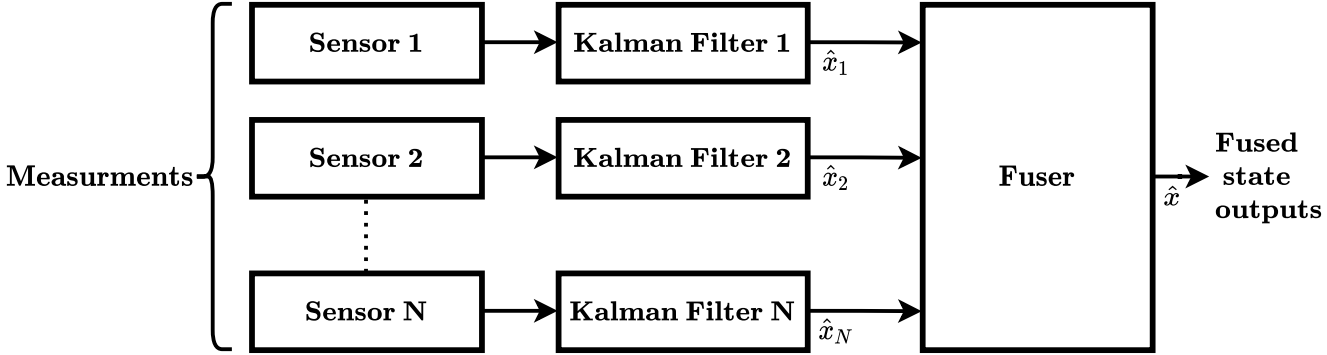 Sensor 1
Kalman Filter 1
x̂₁
Sensor 2
Kalman Filter 2
x̂₂
Measurments
Fuser
x̂
Fused
state
outputs
Sensor N
Kalman Filter N
x̂_N